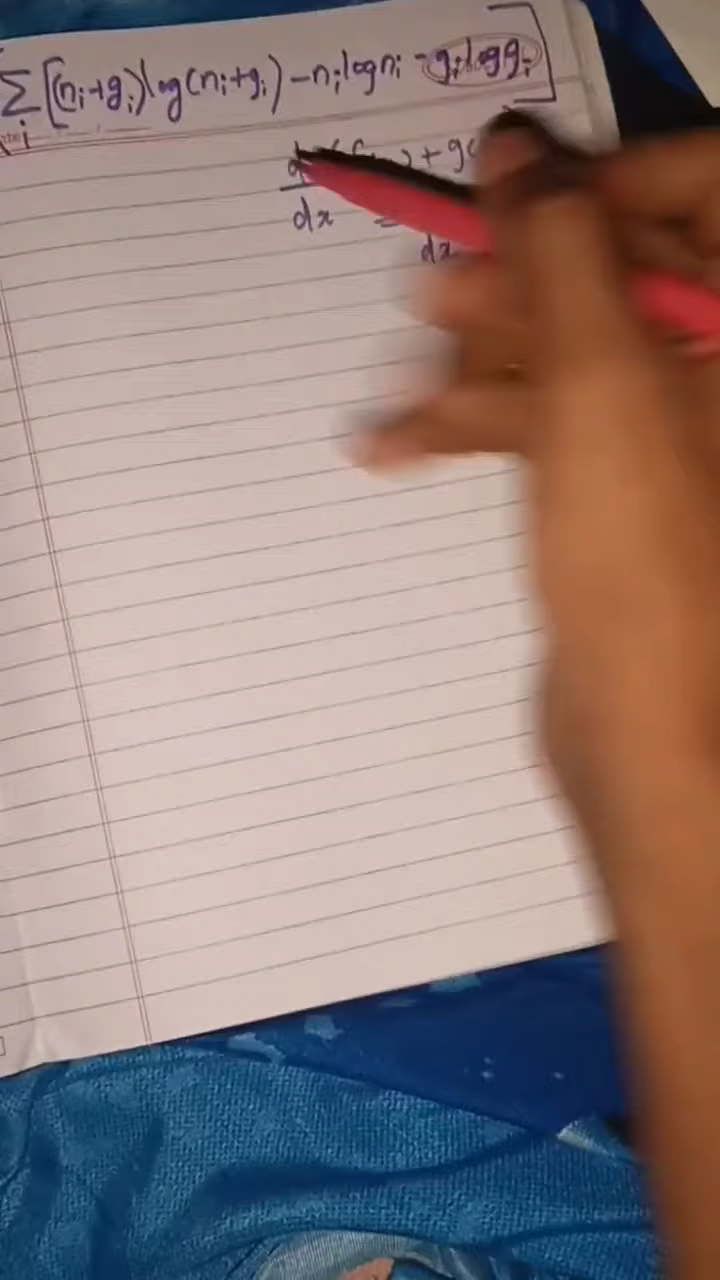 ∑ᵢ [(nᵢ+gᵢ)log(nᵢ+gᵢ) - nᵢ log nᵢ - gᵢ log gᵢ]
+ g
dx =
dx